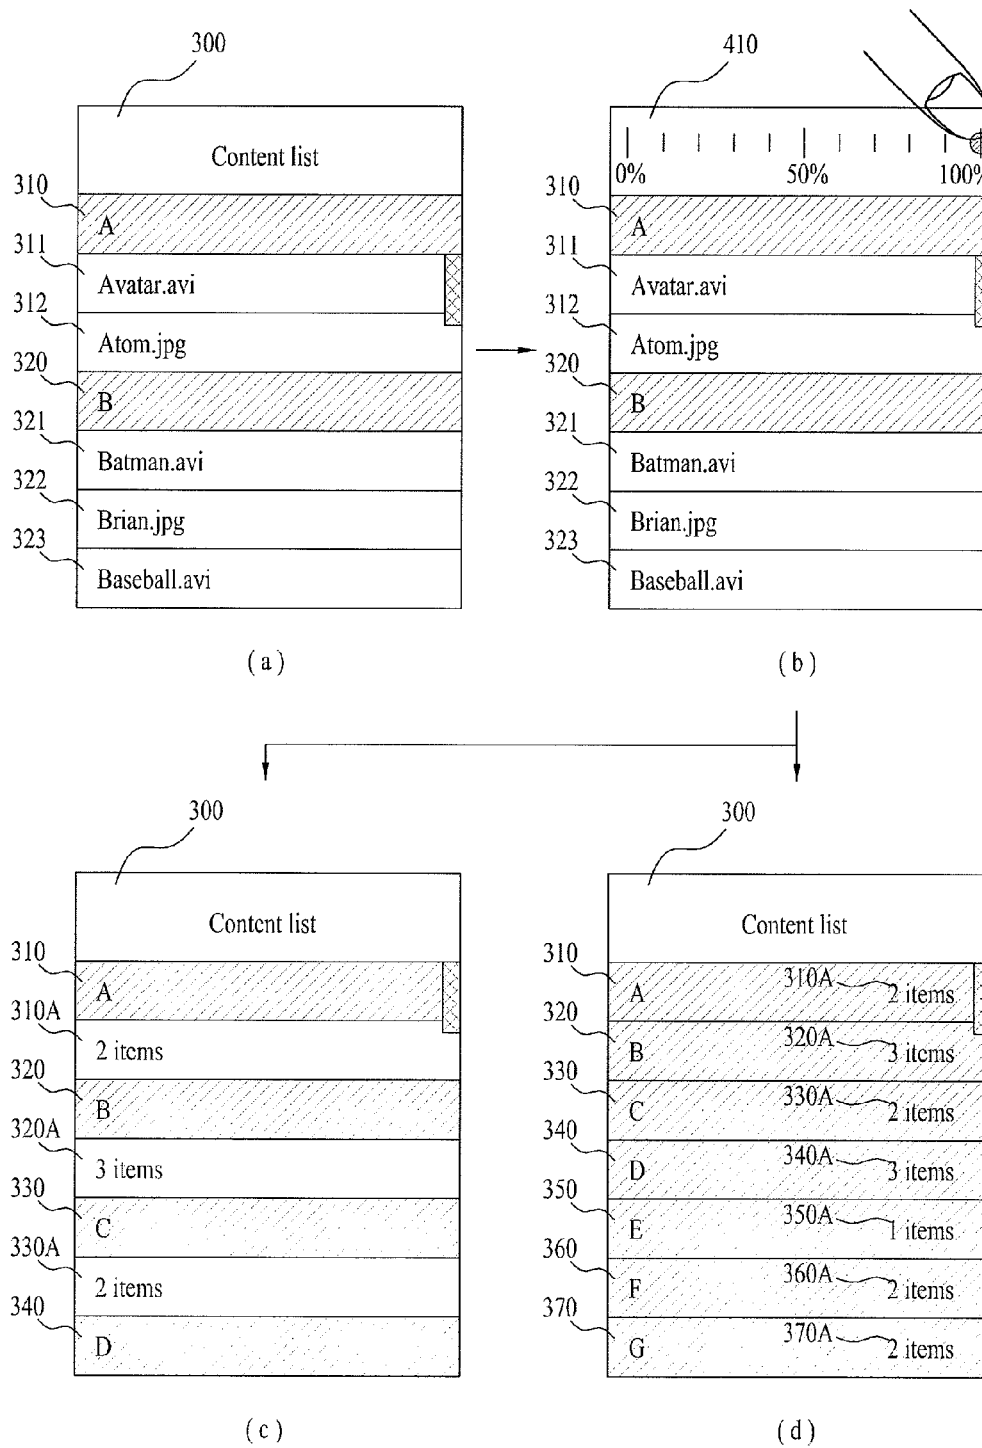 300
Content list
310
A
311
Avatar.avi
312
Atom.jpg
320
B
321
Batman.avi
322
Brian.jpg
323
Baseball.avi
(a)
410
0% 50% 100%
310
A
311
Avatar.avi
312
Atom.jpg
320
B
321
Batman.avi
322
Brian.jpg
323
Baseball.avi
(b)
300
Content list
310
A
310A
2 items
320
B
320A
3 items
330
C
330A
2 items
340
D
(c)
300
Content list
310
A 310A 2 items
320
B 320A 3 items
330
C 330A 2 items
340
D 340A 3 items
350
E 350A 1 items
360
F 360A 2 items
370
G 370A 2 items
(d)